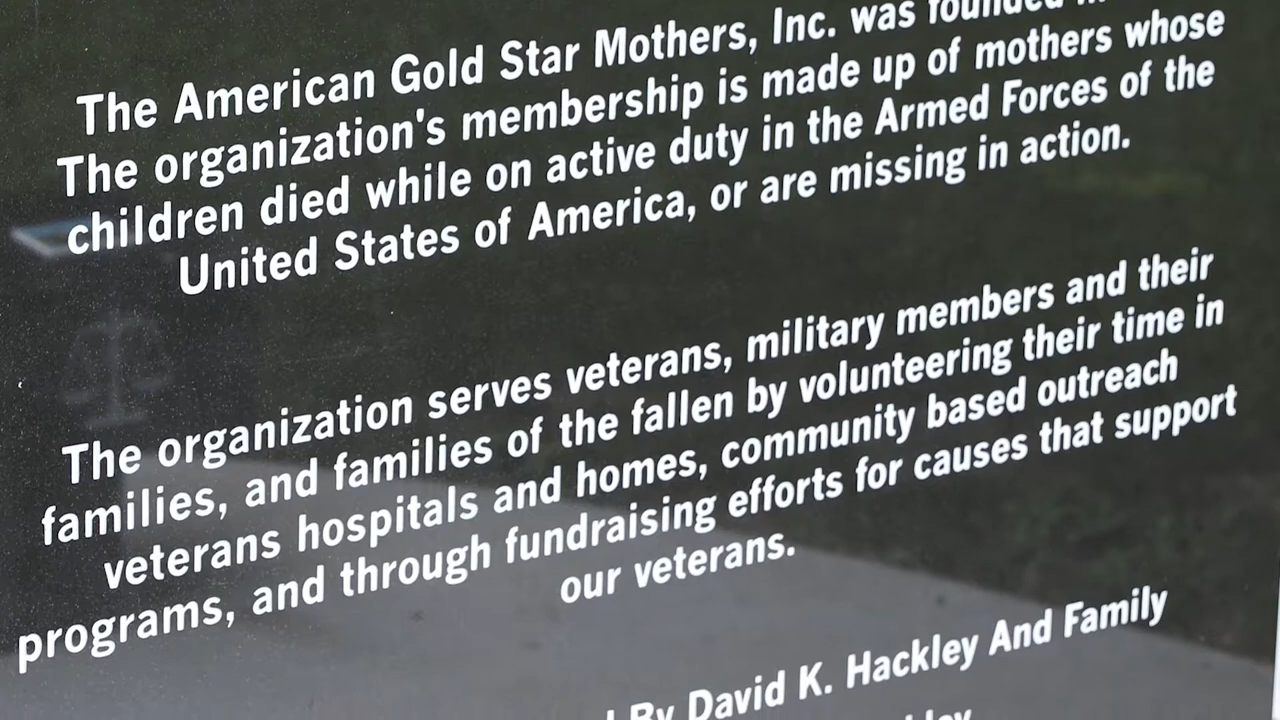 The American Gold Star Mothers, Inc. was founded
The organization's membership is made up of mothers whose
children died while on active duty in the Armed Forces of the
United States of America, or are missing in action.
The organization serves veterans, military members and their
families, and families of the fallen by volunteering their time in
veterans hospitals and homes, community based outreach
programs, and through fundraising efforts for causes that support
our veterans.
By David K. Hackley And Family